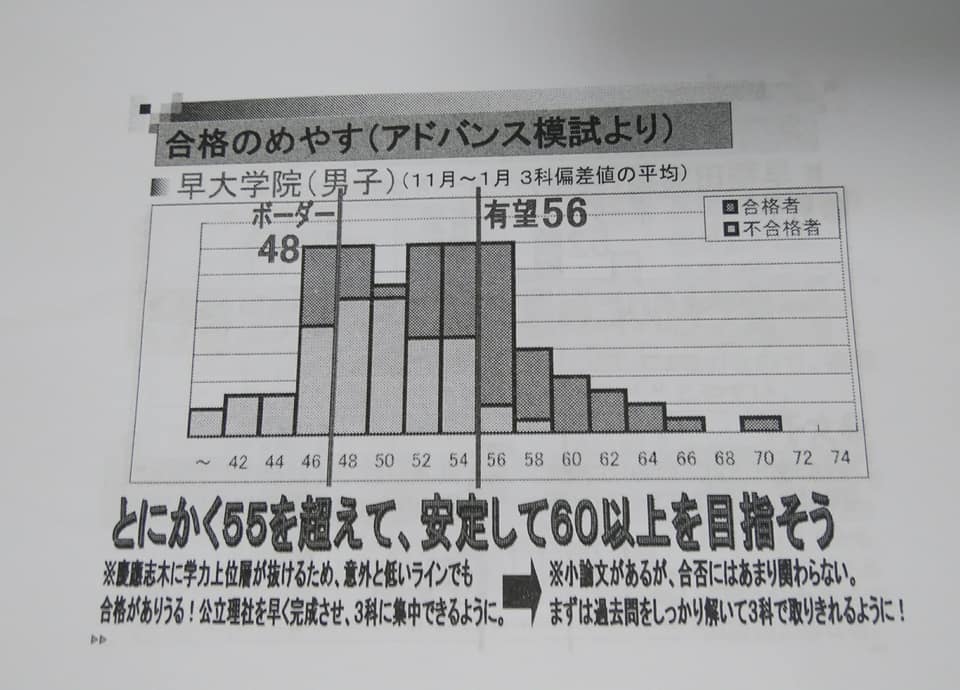 合格のめやす(アドバンス模試より)
早大学院(男子)(11月～1月 3科偏差値の平均)
ボーダー
48
有望56
合格者
不合格者
～ 42 44 46 48 50 52 54 56 58 60 62 64 66 68 70 72 74
とにかく55を超えて、安定して60以上を目指そう
※慶應志木に学力上位層が抜けるため、意外と低いラインでも
合格がありうる！公立理社を早く完成させ、3科に集中できるように。
※小論文があるが、合否にはあまり関わらない。
まずは過去問をしっかり解いて3科で取りきれるように！